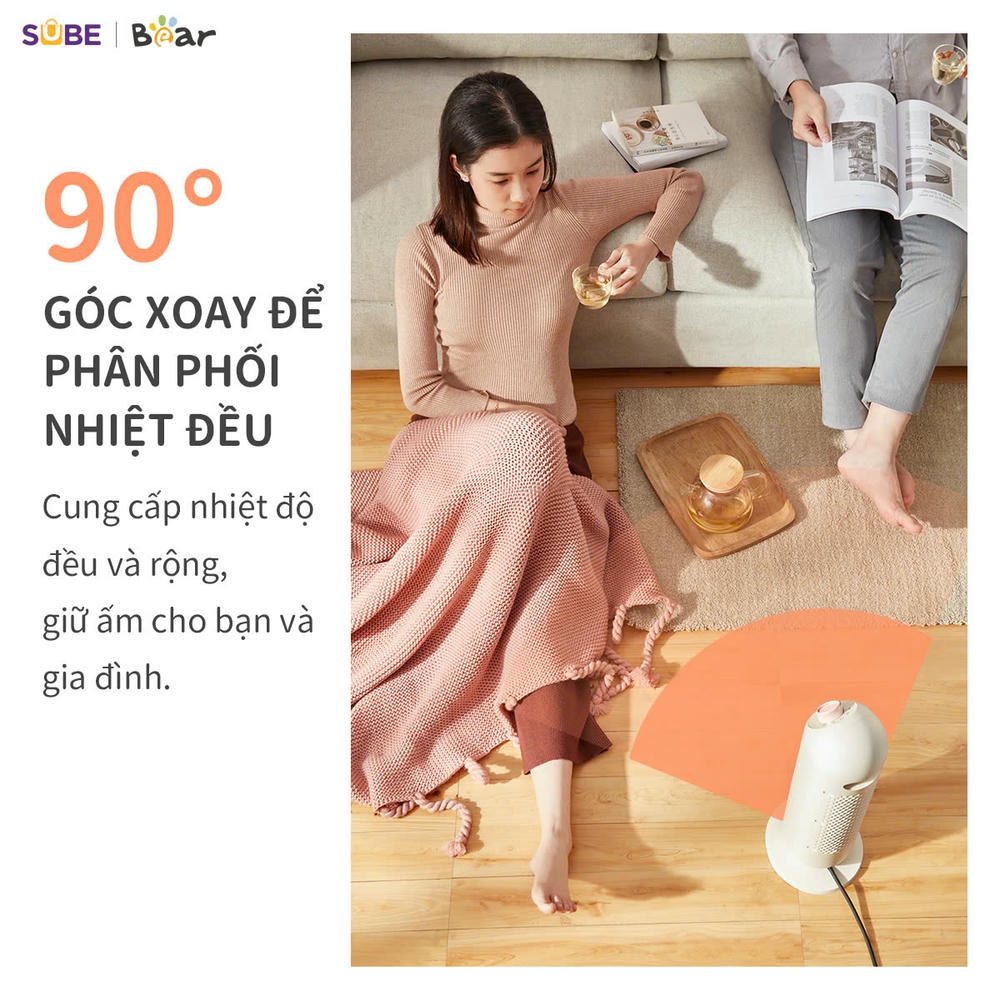 SUBE | Bear
90°
GÓC XOAY ĐỂ
PHÂN PHỐI
NHIỆT ĐỀU
Cung cấp nhiệt độ
đều và rộng,
giữ ấm cho bạn và
gia đình.